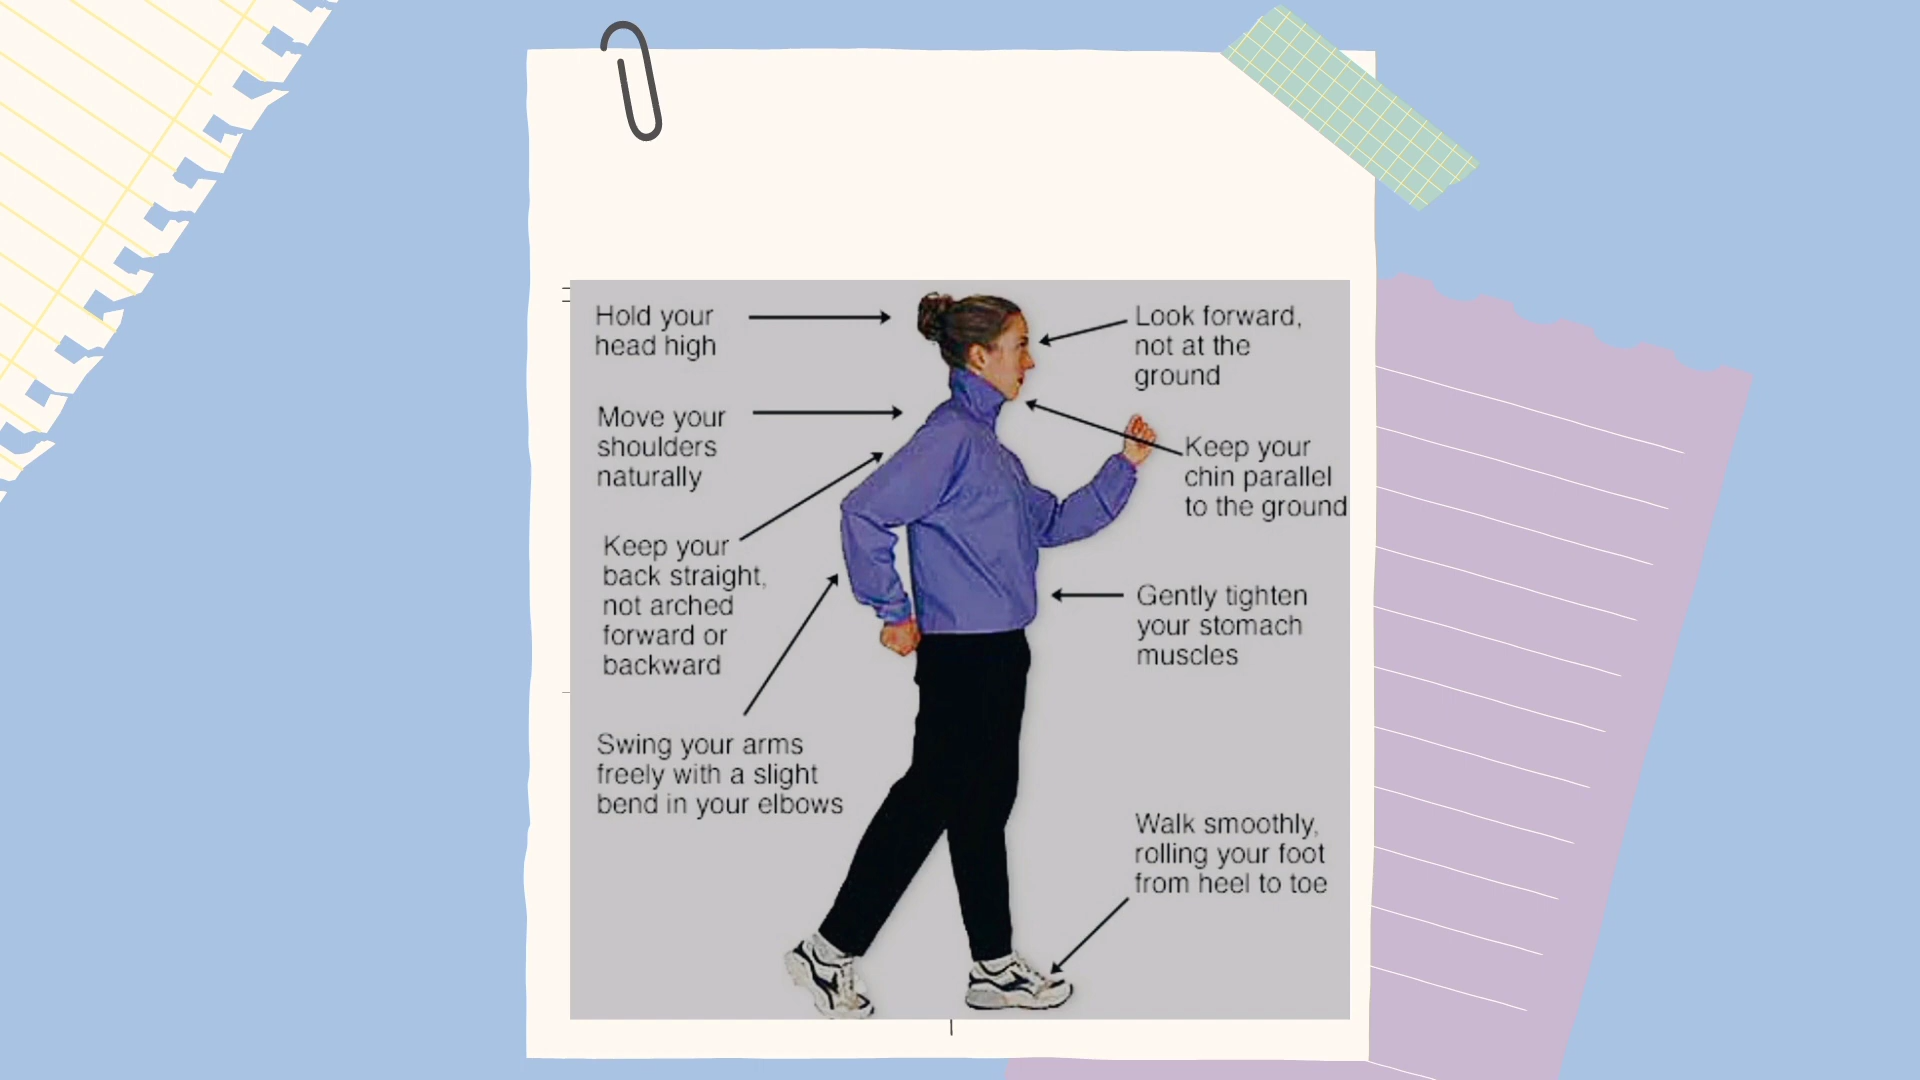 Hold your
head high
Move your
shoulders
naturally
Keep your
back straight,
not arched
forward or
backward
Swing your arms
freely with a slight
bend in your elbows
Look forward,
not at the
ground
Keep your
chin parallel
to the ground
Gently tighten
your stomach
muscles
Walk smoothly,
rolling your foot
from heel to toe